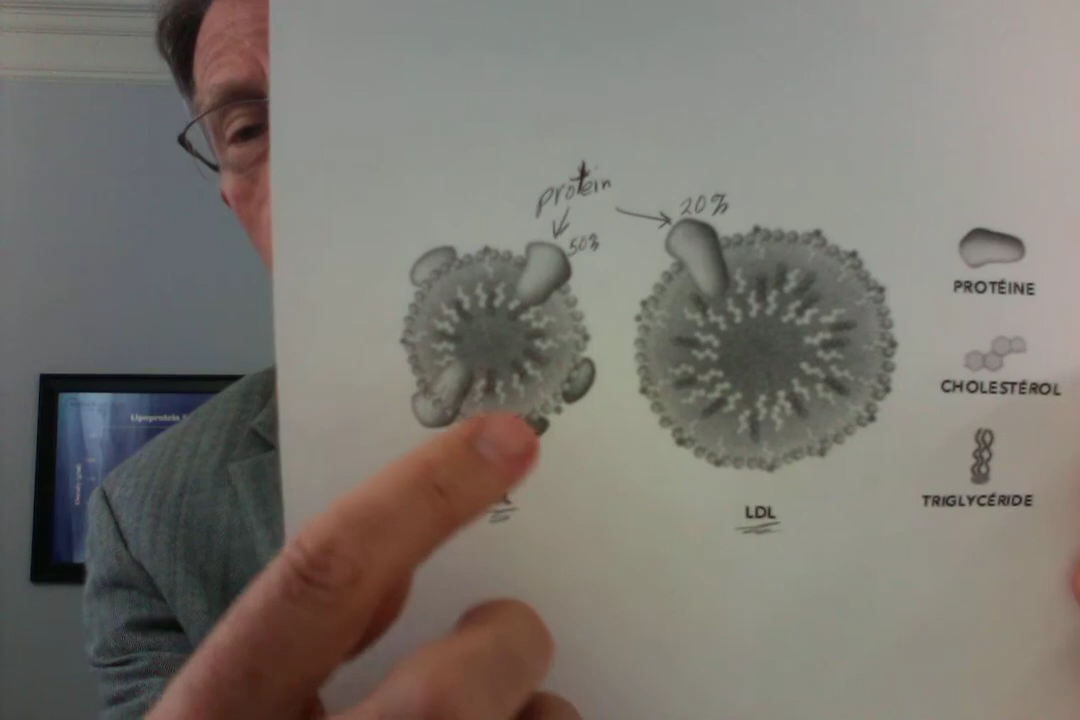 protein
20%
50%
PROTÉINE
CHOLESTÉROL
TRIGLYCÉRIDE
LDL